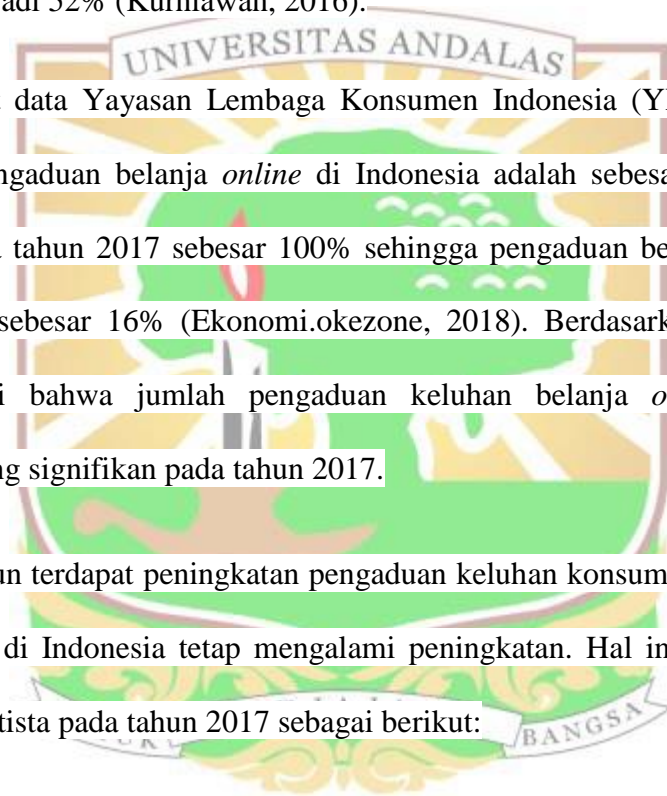 adi 52% (Kurniawan, 2016).
UNIVERSITAS ANDALAS
data Yayasan Lembaga Konsumen Indonesia (Y
ngaduan belanja online di Indonesia adalah sebesa
tahun 2017 sebesar 100% sehingga pengaduan be
sebesar 16% (Ekonomi.okezone, 2018). Berdasark
i bahwa jumlah pengaduan keluhan belanja o
ng signifikan pada tahun 2017.
un terdapat peningkatan pengaduan keluhan konsum
di Indonesia tetap mengalami peningkatan. Hal in
tista pada tahun 2017 sebagai berikut:
BANGSA